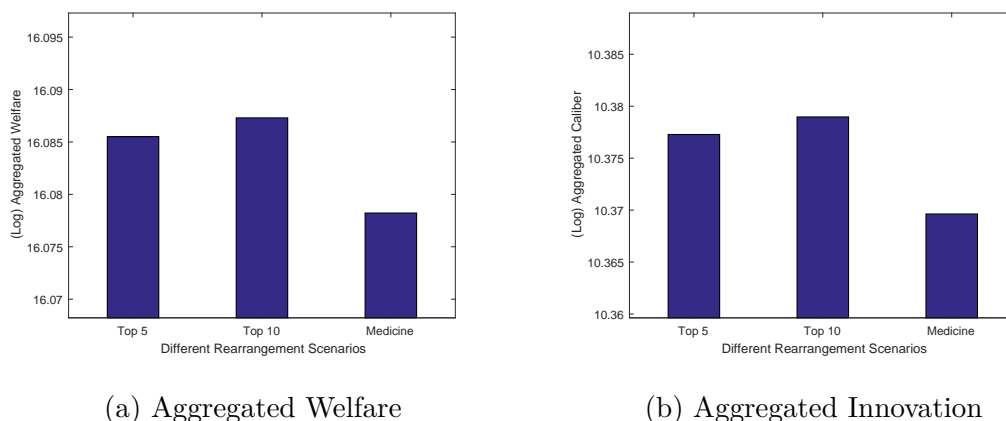 16.095
16.09
16.085
16.08
16.075
16.07
(Log) Aggregated Welfare
Top 5 Top 10 Medicine
Different Rearrangement Scenarios
(a) Aggregated Welfare
10.385
10.38
10.375
10.37
10.365
10.36
(Log) Aggregated Caliber
Top 5 Top 10 Medicine
Different Rearrangement Scenarios
(b) Aggregated Innovation